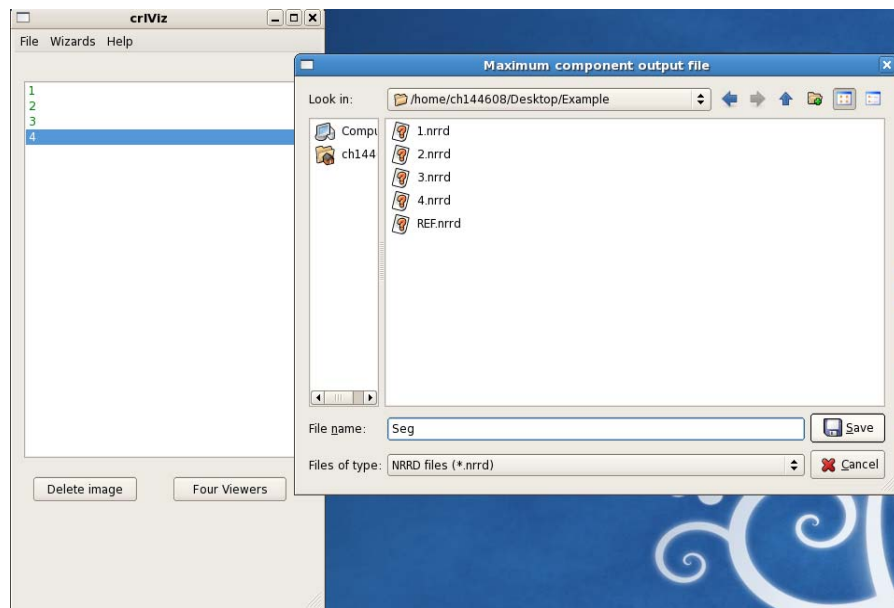 crlViz
File Wizards Help
1
2
3
4
Delete image
Four Viewers
Maximum component output file
Look in:
/home/ch144608/Desktop/Example
Compu
ch144
1.nrrd
2.nrrd
3.nrrd
4.nrrd
REF.nrrd
File name:
Seg
Save
Files of type:
NRRD files (*.nrrd)
Cancel